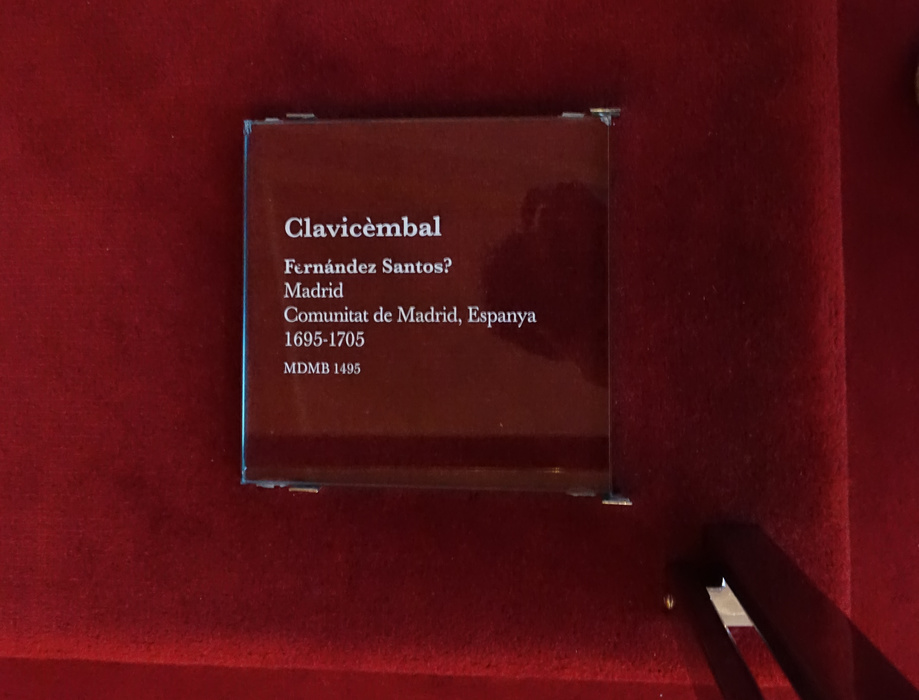 Clavicèmbal
Fernández Santos?
Madrid
Comunitat de Madrid, Espanya
1695-1705
MDMB 1495